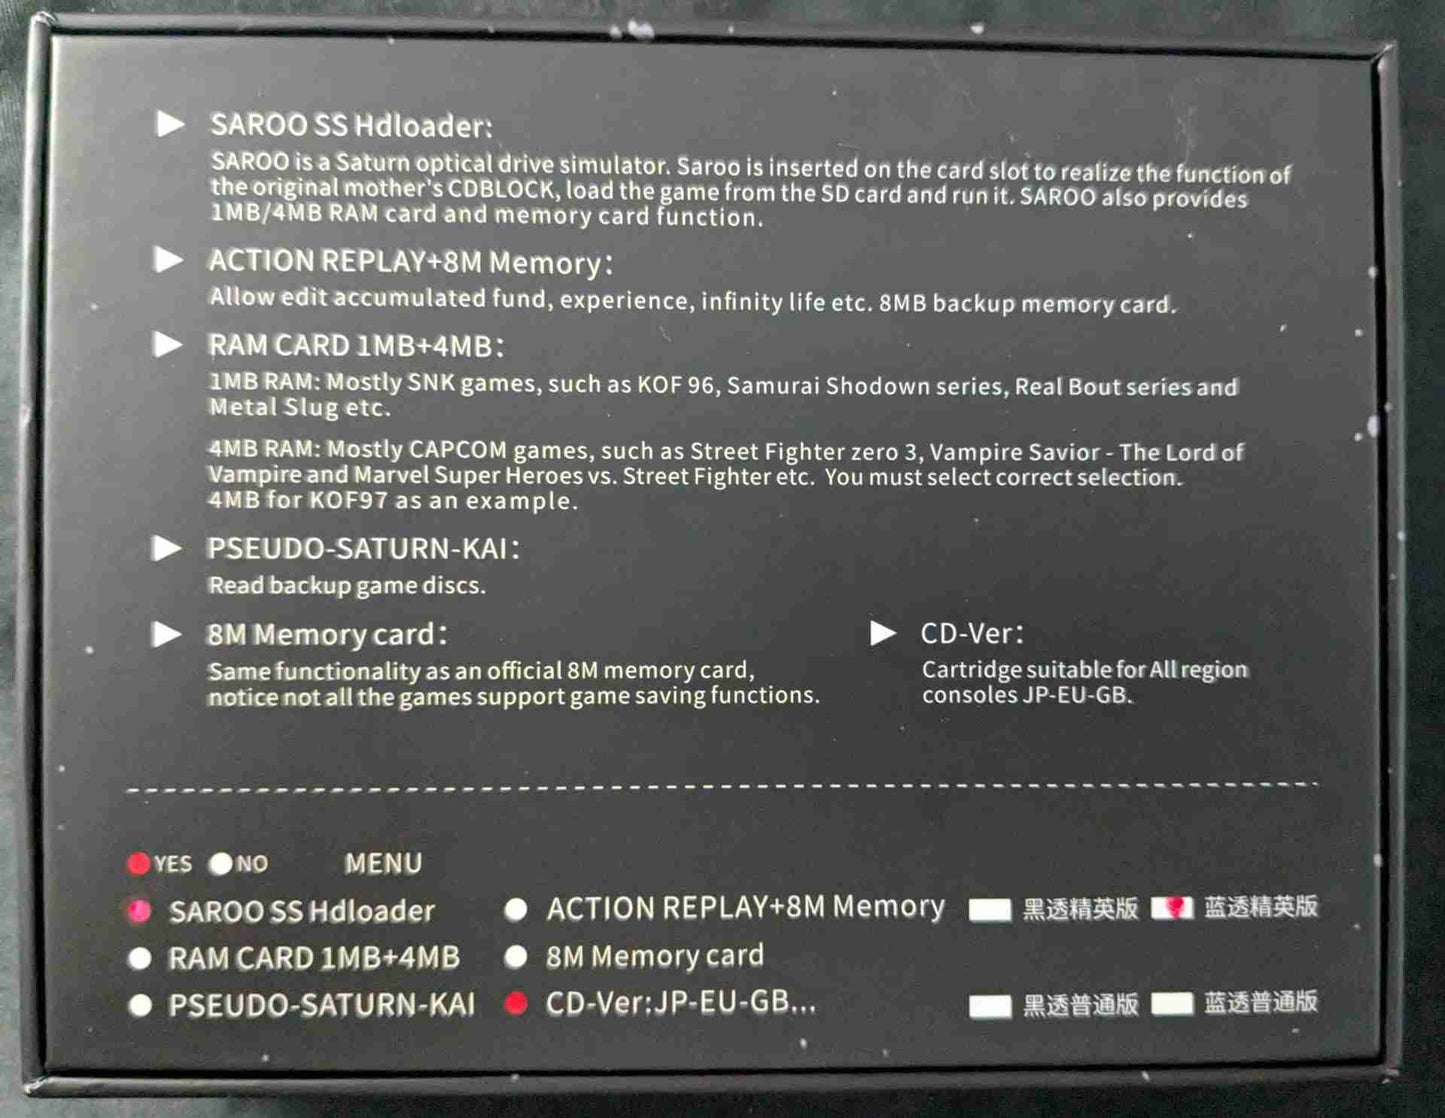 SAROO SS Hdloader:
SAROO is a Saturn optical drive simulator. Saroo is inserted on the card slot to realize the function of
the original mother's CDBLOCK, load the game from the SD card and run it. SAROO also provides
1MB/4MB RAM card and memory card function.
ACTION REPLAY+8M Memory:
Allow edit accumulated fund, experience, infinity life etc. 8MB backup memory card.
RAM CARD 1MB+4MB:
1MB RAM: Mostly SNK games, such as KOF 96, Samurai Shodown series, Real Bout series and
Metal Slug etc.
4MB RAM: Mostly CAPCOM games, such as Street Fighter zero 3, Vampire Savior - The Lord of
Vampire and Marvel Super Heroes vs. Street Fighter etc. You must select correct selection.
4MB for KOF97 as an example.
PSEUDO-SATURN-KAI:
Read backup game discs.
8M Memory card:
Same functionality as an official 8M memory card,
notice not all the games support game saving functions.
CD-Ver:
Cartridge suitable for All region
consoles JP-EU-GB.
YES NO MENU
SAROO SS Hdloader ACTION REPLAY+8M Memory 黑透精英版 蓝透精英版
RAM CARD 1MB+4MB 8M Memory card
PSEUDO-SATURN-KAI CD-Ver:JP-EU-GB... 黑透普通版 蓝透普通版